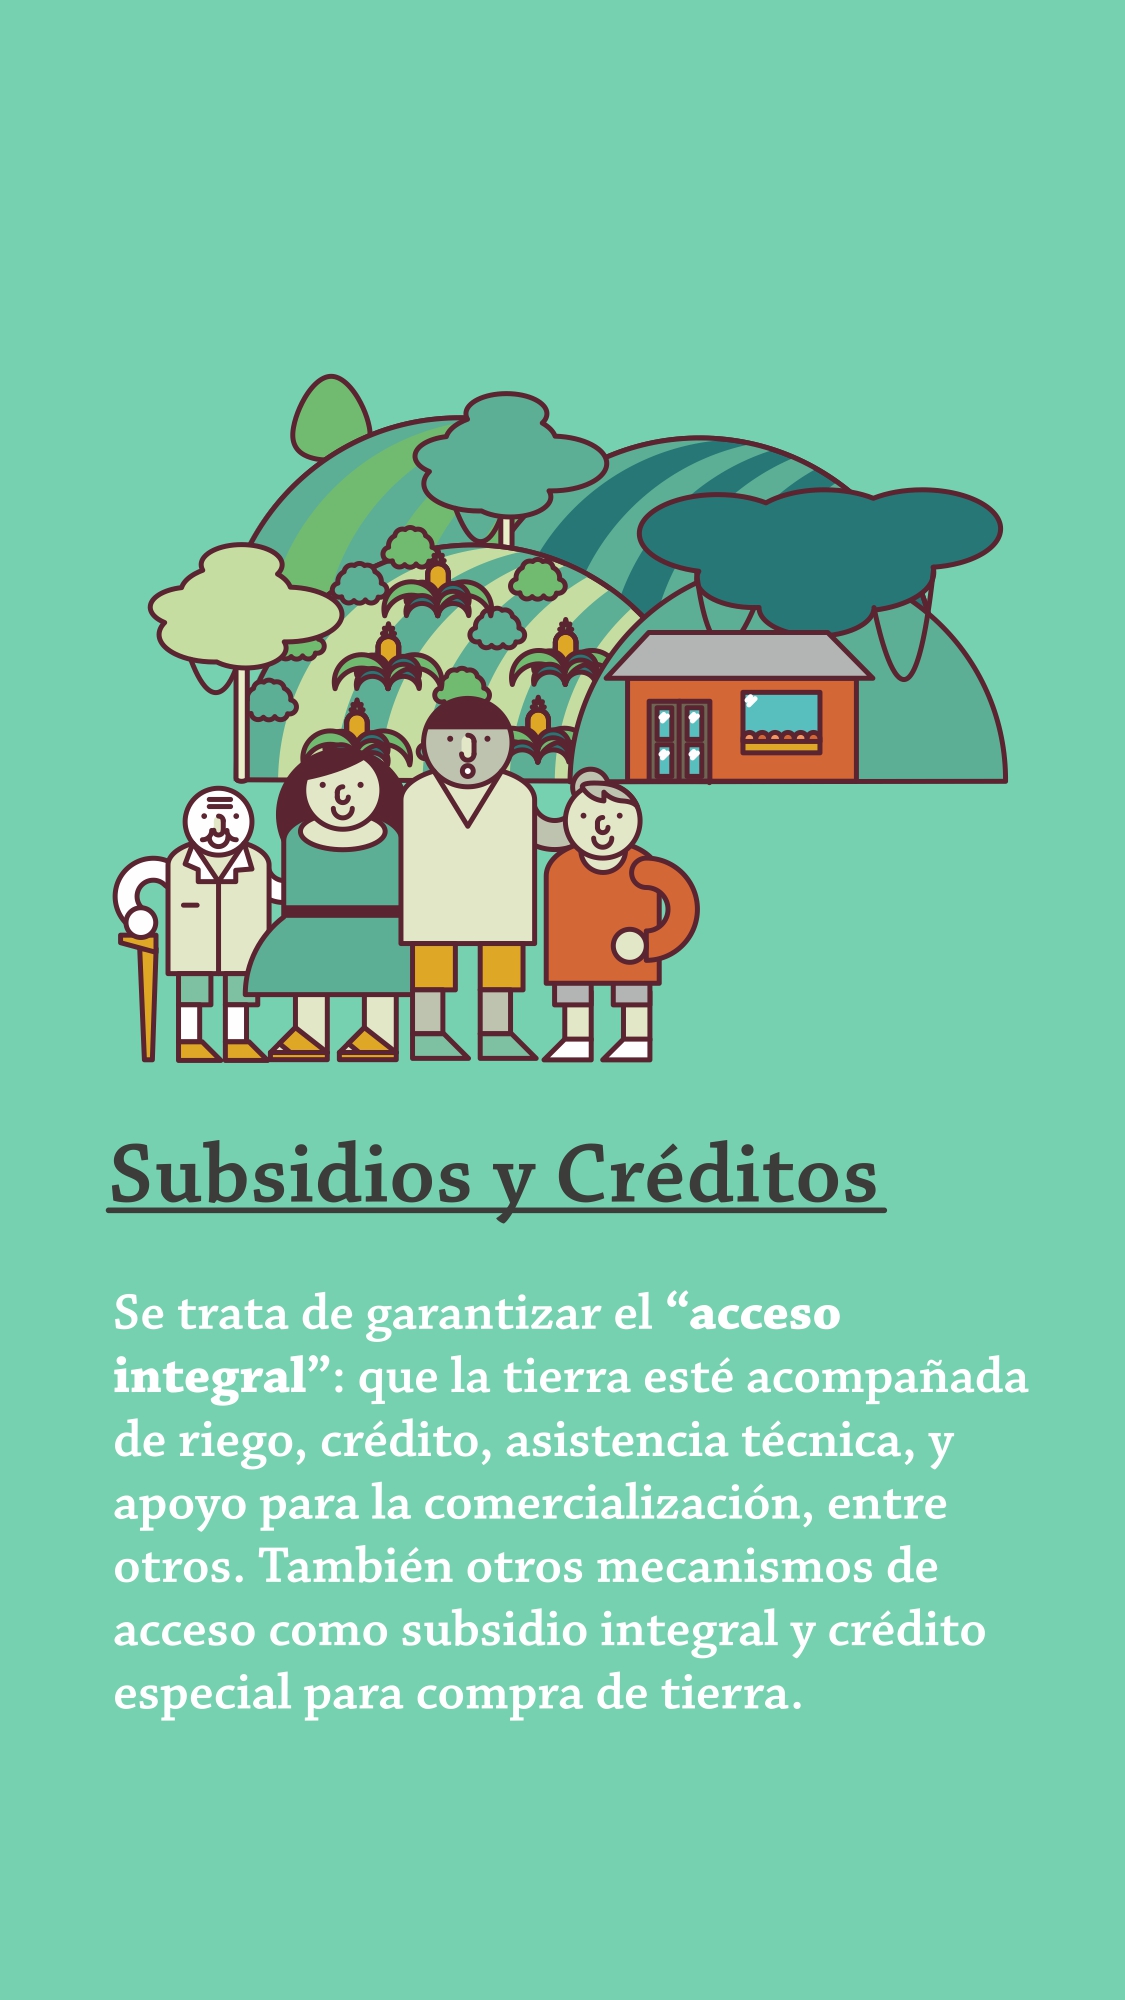 Subsidios y Créditos
Se trata de garantizar el “acceso
integral”: que la tierra esté acompañada
de riego, crédito, asistencia técnica, y
apoyo para la comercialización, entre
otros. También otros mecanismos de
acceso como subsidio integral y crédito
especial para compra de tierra.